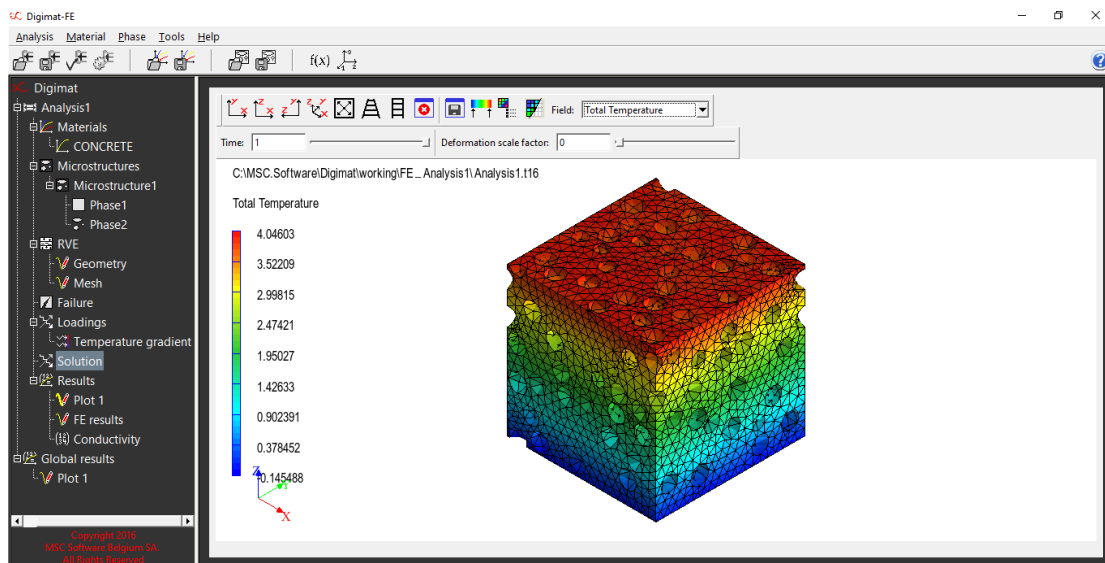 Digimat-FE
Analysis Material Phase Tools Help
f(x)
Digimat
Analysis1
Materials
CONCRETE
Microstructures
Microstructure1
Phase1
Phase2
RVE
Geometry
Mesh
Failure
Loadings
Temperature gradient
Solution
Results
Plot 1
FE results
Conductivity
Global results
Plot 1
Copyright 2016
MSC Software Belgium SA.
All Rights Reserved
Field: Total Temperature
Time: 1 Deformation scale factor: 0
C:\MSC.Software\Digimat\working\FE_Analysis1\Analysis1.t16
Total Temperature
4.04603
3.52209
2.99815
2.47421
1.95027
1.42633
0.902391
0.378452
-0.145488
Z
Y
X